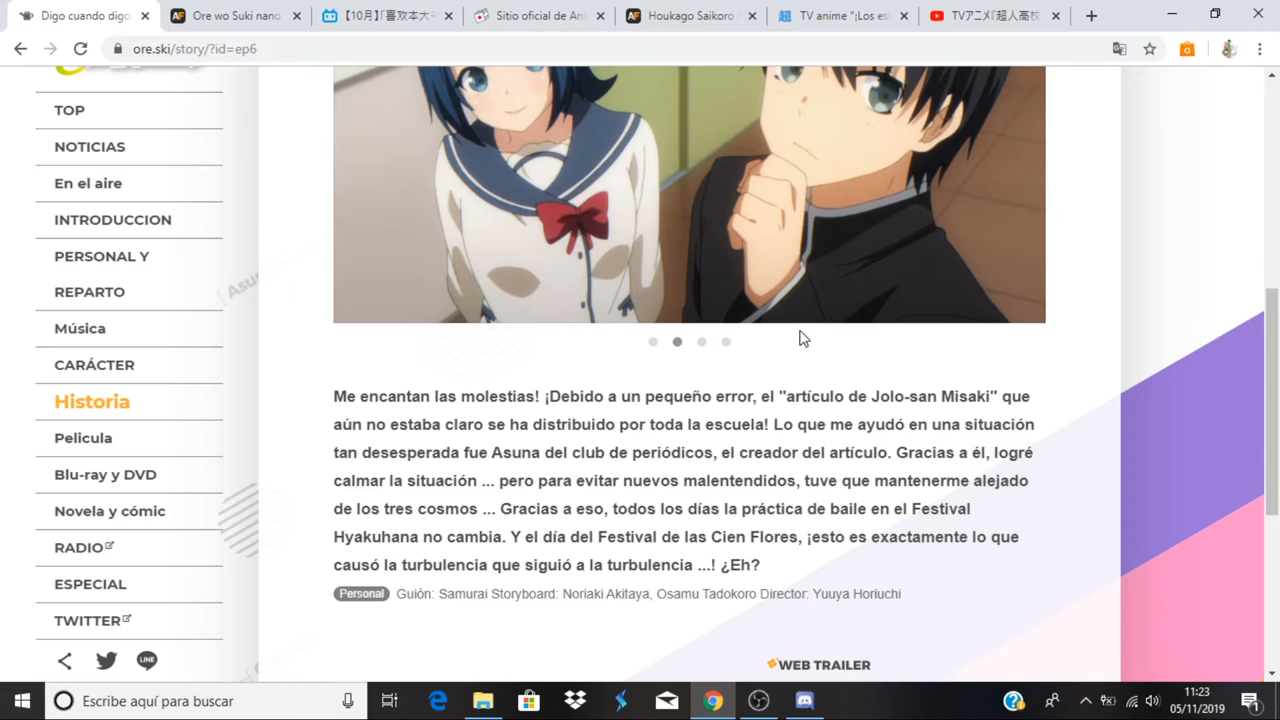 Digo cuando digo
Ore wo Suki nano
【10月】『喜欢本大
Sitio oficial de Ani
Houkago Saikoro
TV anime "¡Los est
TVアニメ『超人高校
ore.ski/story/?id=ep6
TOP
NOTICIAS
En el aire
INTRODUCCION
PERSONAL Y
REPARTO
Música
CARÁCTER
Historia
Pelicula
Blu-ray y DVD
Novela y cómic
RADIO
ESPECIAL
TWITTER
LINE
Me encantan las molestias! ¡Debido a un pequeño error, el "artículo de Jolo-san Misaki" que
aún no estaba claro se ha distribuido por toda la escuela! Lo que me ayudó en una situación
tan desesperada fue Asuna del club de periódicos, el creador del artículo. Gracias a él, logré
calmar la situación ... pero para evitar nuevos malentendidos, tuve que mantenerme alejado
de los tres cosmos ... Gracias a eso, todos los días la práctica de baile en el Festival
Hyakuhana no cambia. Y el día del Festival de las Cien Flores, ¡esto es exactamente lo que
causó la turbulencia que siguió a la turbulencia ...! ¿Eh?
Personal Guión: Samurai Storyboard: Noriaki Akitaya, Osamu Tadokoro Director: Yuuya Horiuchi
WEB TRAILER
Escribe aquí para buscar
11:23
05/11/2019